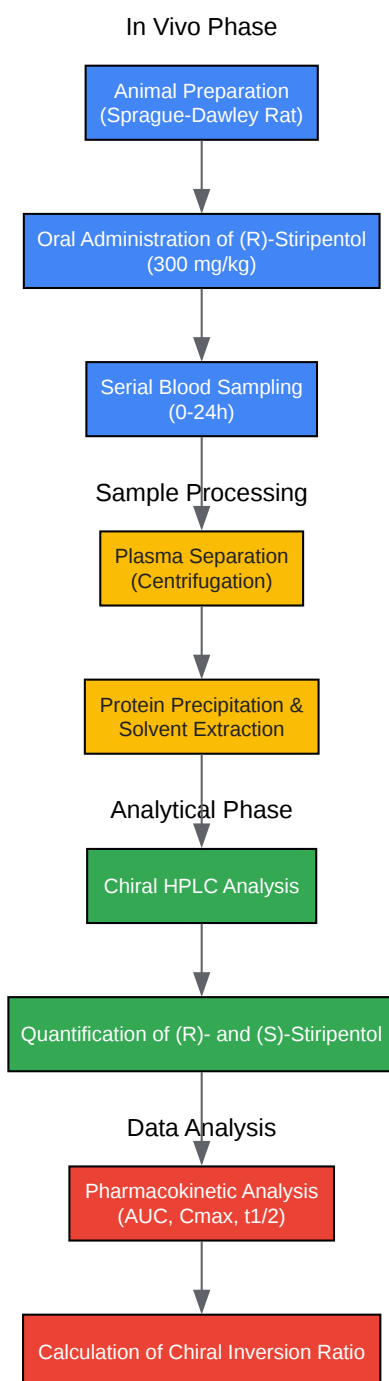 In Vivo Phase
Animal Preparation
(Sprague-Dawley Rat)
Oral Administration of (R)-Stiripentol
(300 mg/kg)
Serial Blood Sampling
(0-24h)
Sample Processing
Plasma Separation
(Centrifugation)
Protein Precipitation &
Solvent Extraction
Analytical Phase
Chiral HPLC Analysis
Quantification of (R)- and (S)-Stiripentol
Data Analysis
Pharmacokinetic Analysis
(AUC, Cmax, t1/2)
Calculation of Chiral Inversion Ratio